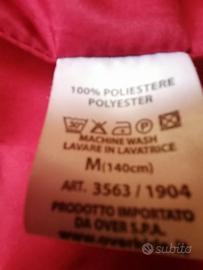 100% POLIESTERE
POLYESTER
MACHINE WASH
LAVARE IN LAVATRICE
M (140cm)
ART. 3563 / 1904
PRODOTTO IMPORTATO
DA OVER S.P.A.
subito